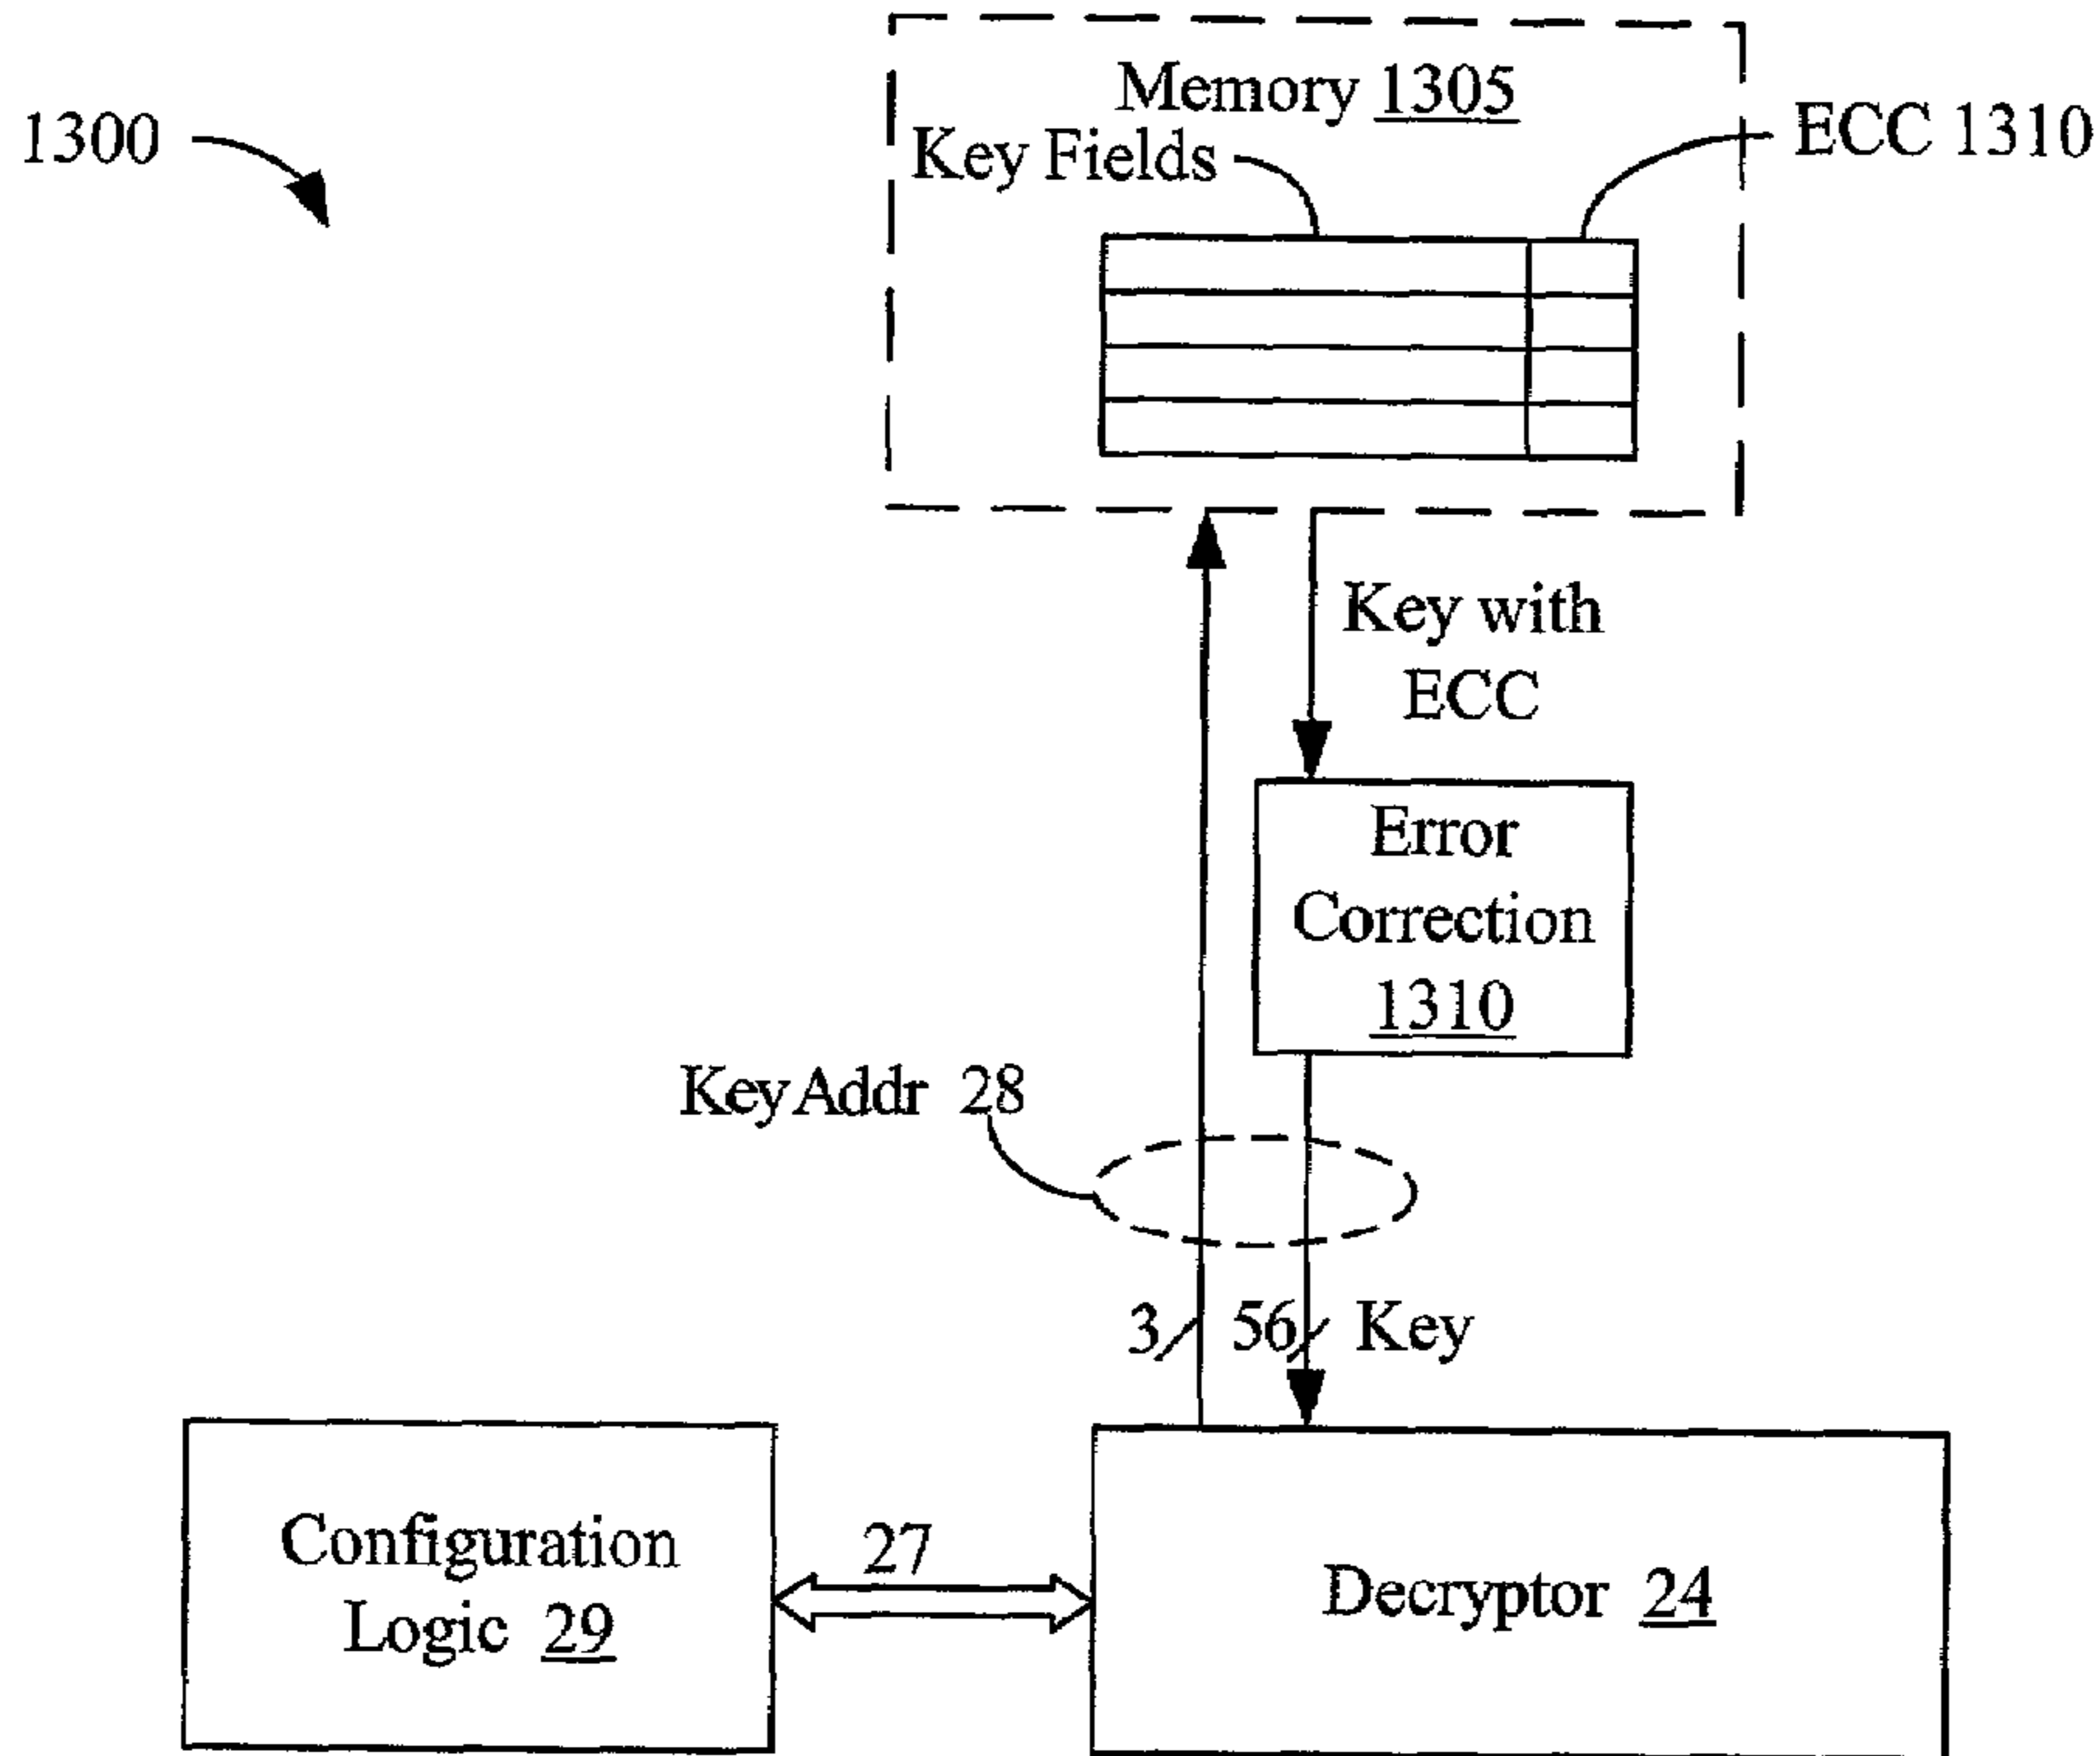 1300
Memory 1305
Key Fields
ECC 1310
Key with
ECC
Error
Correction
1310
KeyAddr 28
3
56
Key
Configuration
Logic 29
27
Decryptor 24